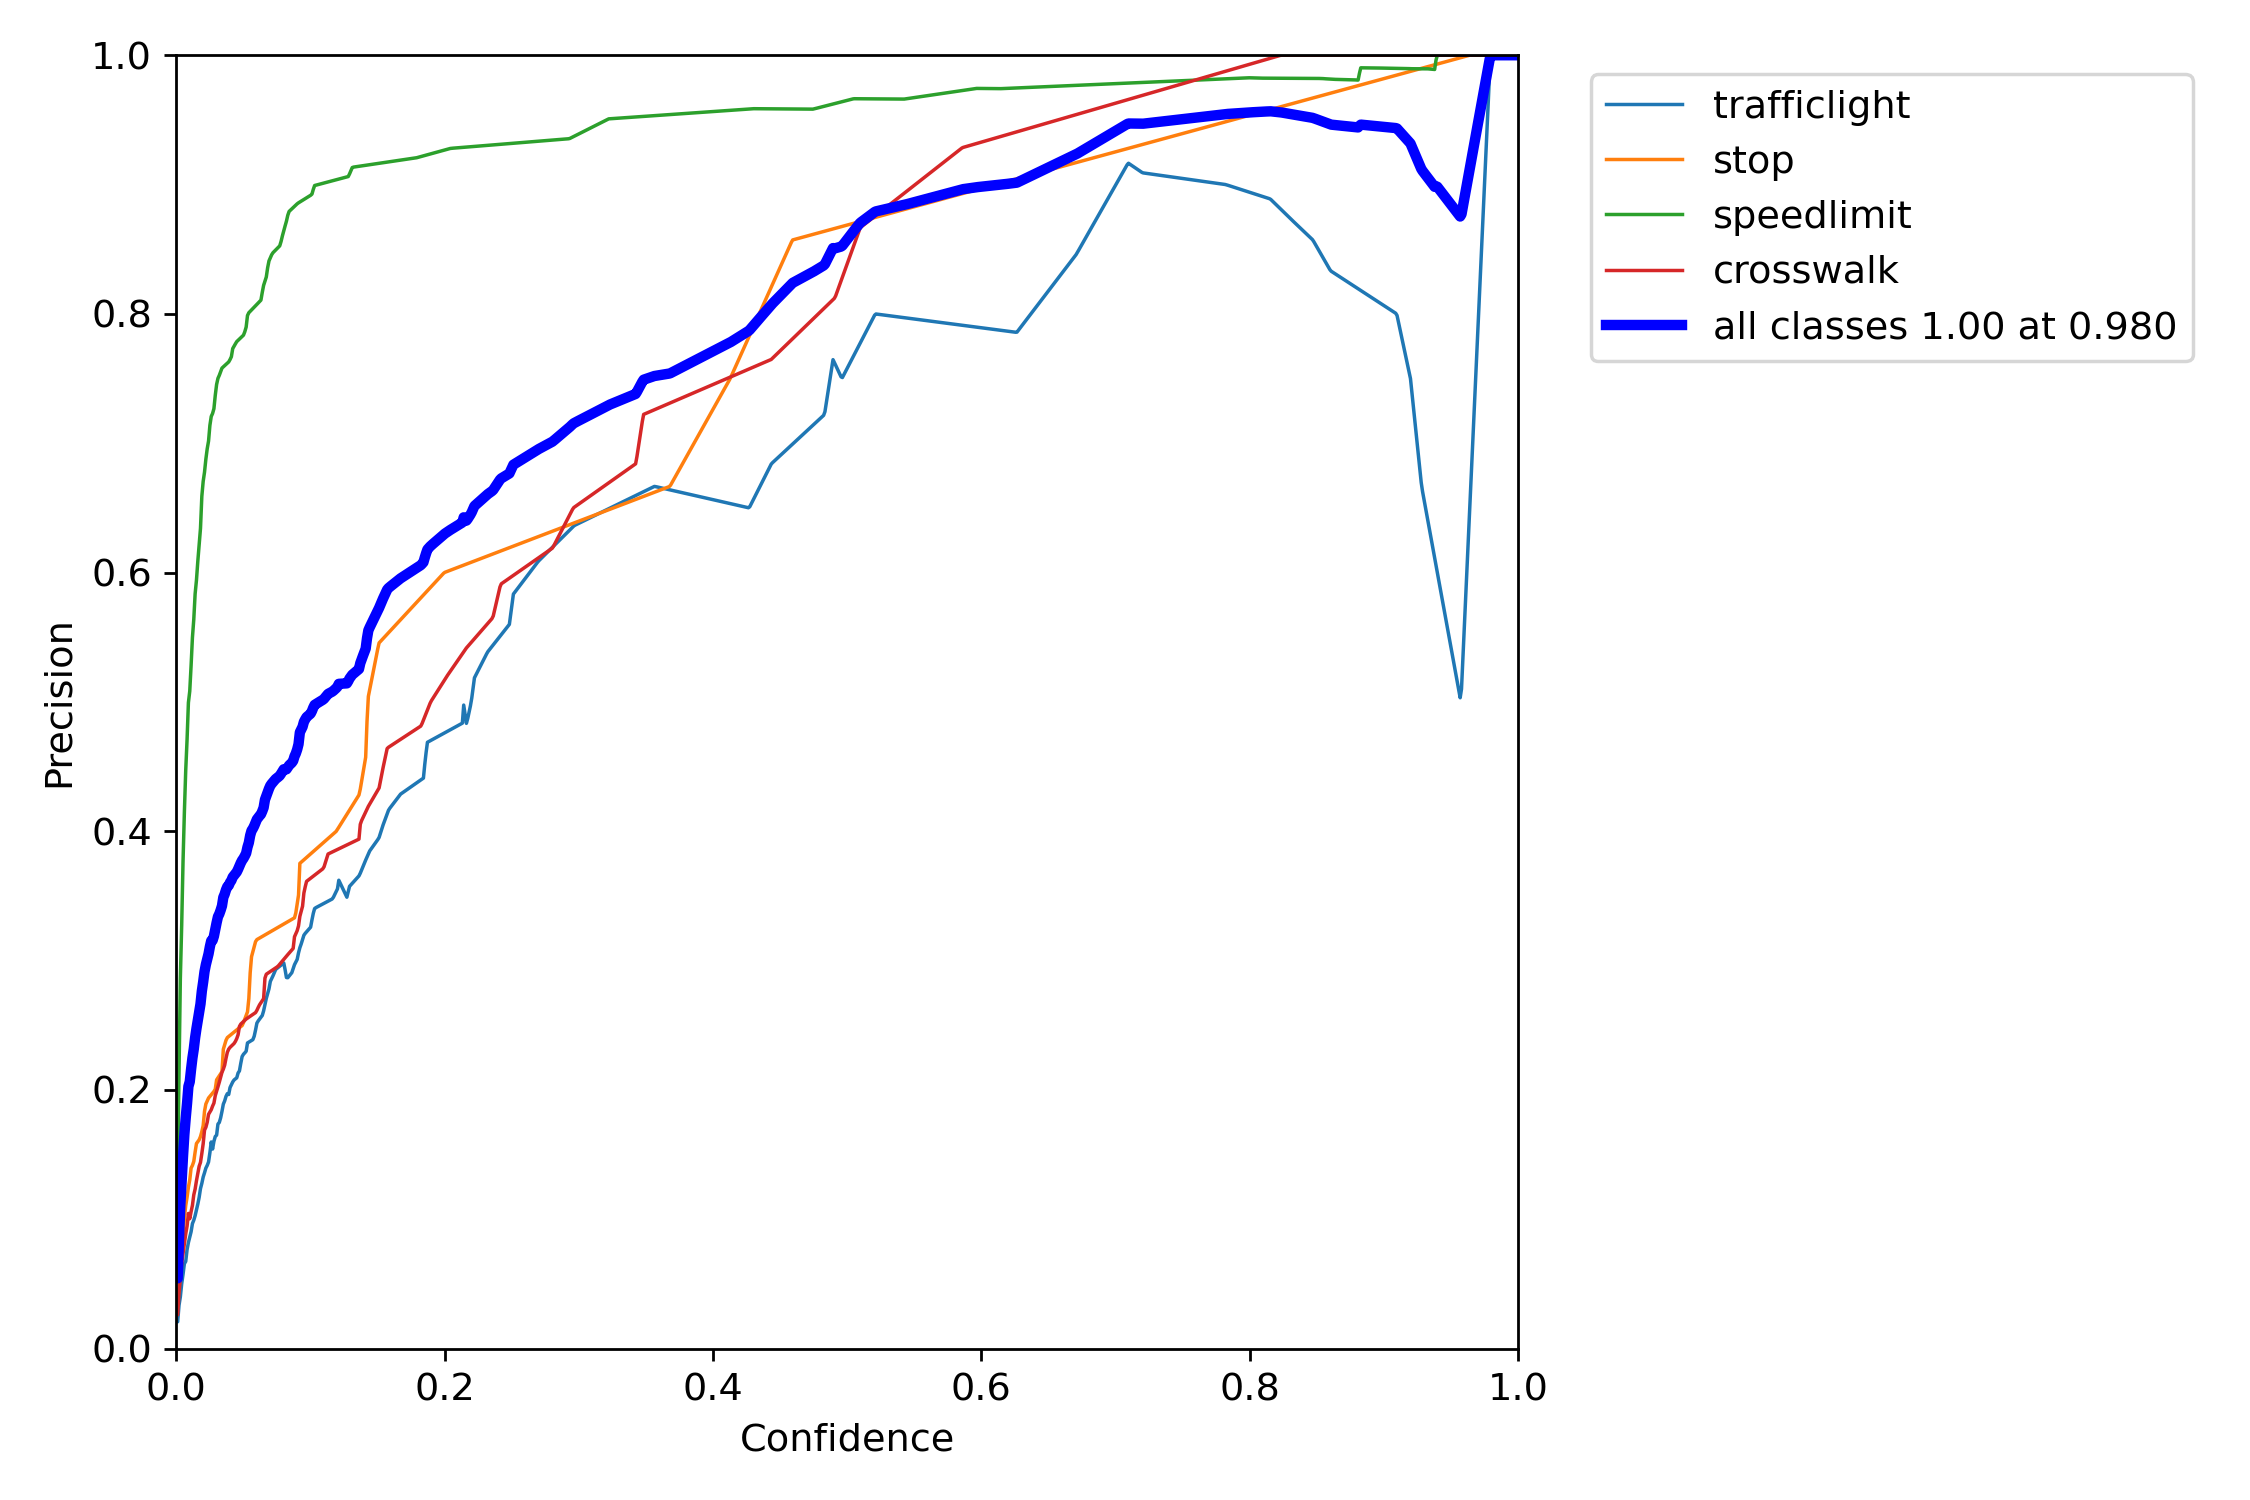 1.0
0.8
0.6
0.4
0.2
0.0
Precision
0.0 0.2 0.4 0.6 0.8 1.0
Confidence
trafficlight
stop
speedlimit
crosswalk
all classes 1.00 at 0.980